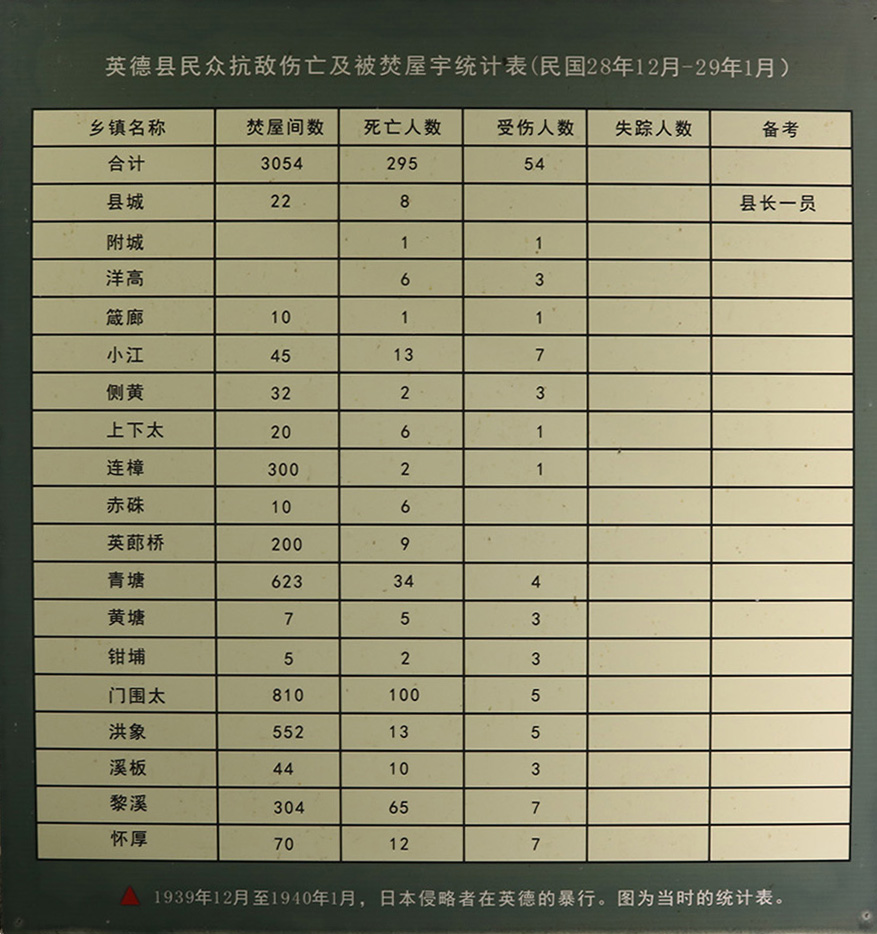 英德县民众抗敌伤亡及被焚屋宇统计表(民国28年12月-29年1月)
乡镇名称 焚屋间数 死亡人数 受伤人数 失踪人数 备考
合计 3054 295 54
县城 22 8 县长一员
附城 1 1
洋高 6 3
箴廊 10 1 1
小江 45 13 7
侧黄 32 2 3
上下太 20 6 1
连樟 300 2 1
赤硃 10 6
英蓢桥 200 9
青塘 623 34 4
黄塘 7 5 3
钳埔 5 2 3
门围太 810 100 5
洪象 552 13 5
溪板 44 10 3
黎溪 304 65 7
怀厚 70 12 7
1939年12月至1940年1月，日本侵略者在英德的暴行。图为当时的统计表。